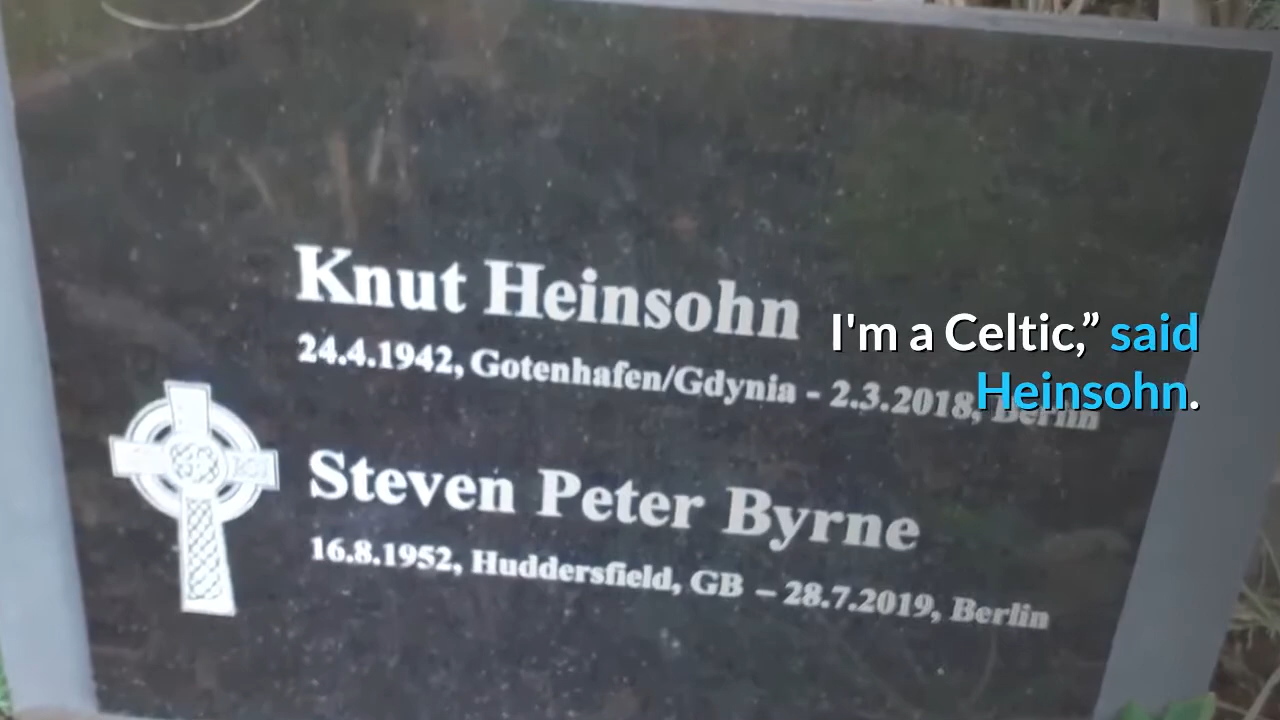 Knut Heinsohn
24.4.1942, Gotenhafen/Gdynia - 2.3.2018, Berlin
Steven Peter Byrne
16.8.1952, Huddersfield, GB – 28.7.2019, Berlin
I'm a Celtic,” said
Heinsohn.